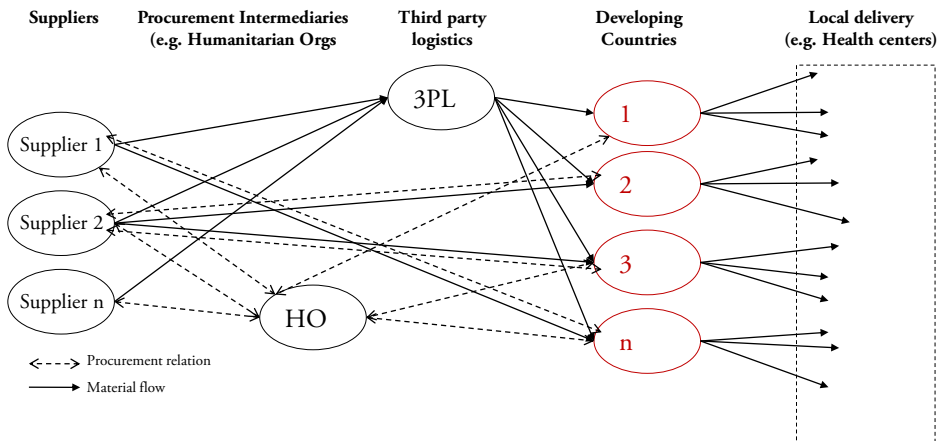 Suppliers
Procurement Intermediaries
(e.g. Humanitarian Orgs
Third party
logistics
Developing
Countries
Local delivery
(e.g. Health centers)
3PL
1
Supplier 1
2
Supplier 2
3
Supplier n
HO
n
Procurement relation
Material flow